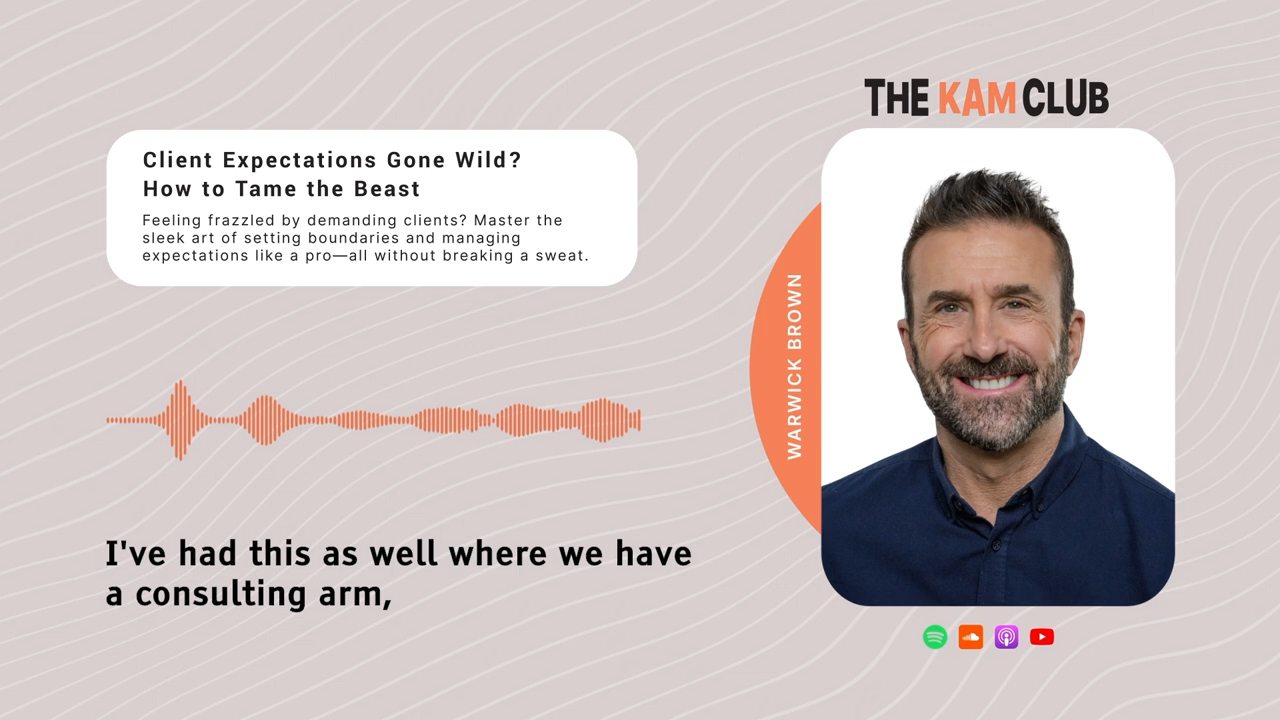 THE KAM CLUB
Client Expectations Gone Wild?
How to Tame the Beast
Feeling frazzled by demanding clients? Master the
sleek art of setting boundaries and managing
expectations like a pro—all without breaking a sweat.
WARWICK BROWN
I've had this as well where we have
a consulting arm,